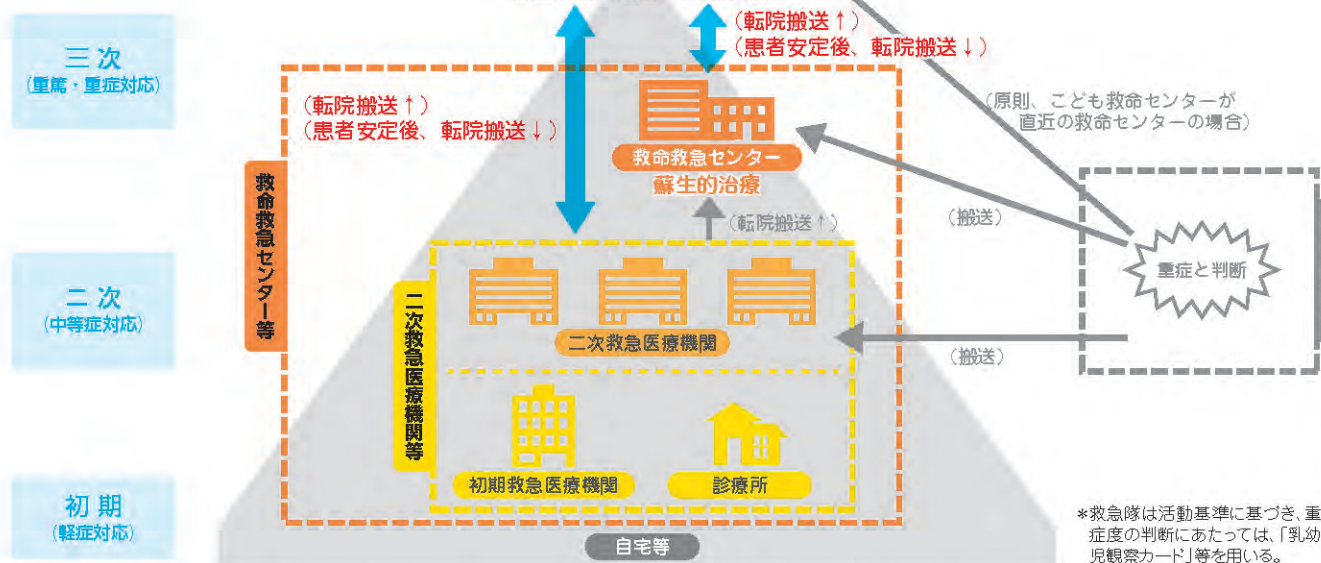 (転院搬送↑)
(患者安定後、転院搬送↓)
三次
(重篤・重症対応)
(転院搬送↑)
(患者安定後、転院搬送↓)
(原則、こども救命センターが
直近の救命センターの場合)
救命救急センター
蘇生的治療
救命救急センター等
(転院搬送↑)
(搬送)
重症と判断
二次
(中等症対応)
二次救急医療機関等
二次救急医療機関
(搬送)
初期救急医療機関
診療所
初期
(軽症対応)
自宅等
*救急隊は活動基準に基づき、重
症度の判断にあたっては、「乳幼
児観察カード」等を用いる。